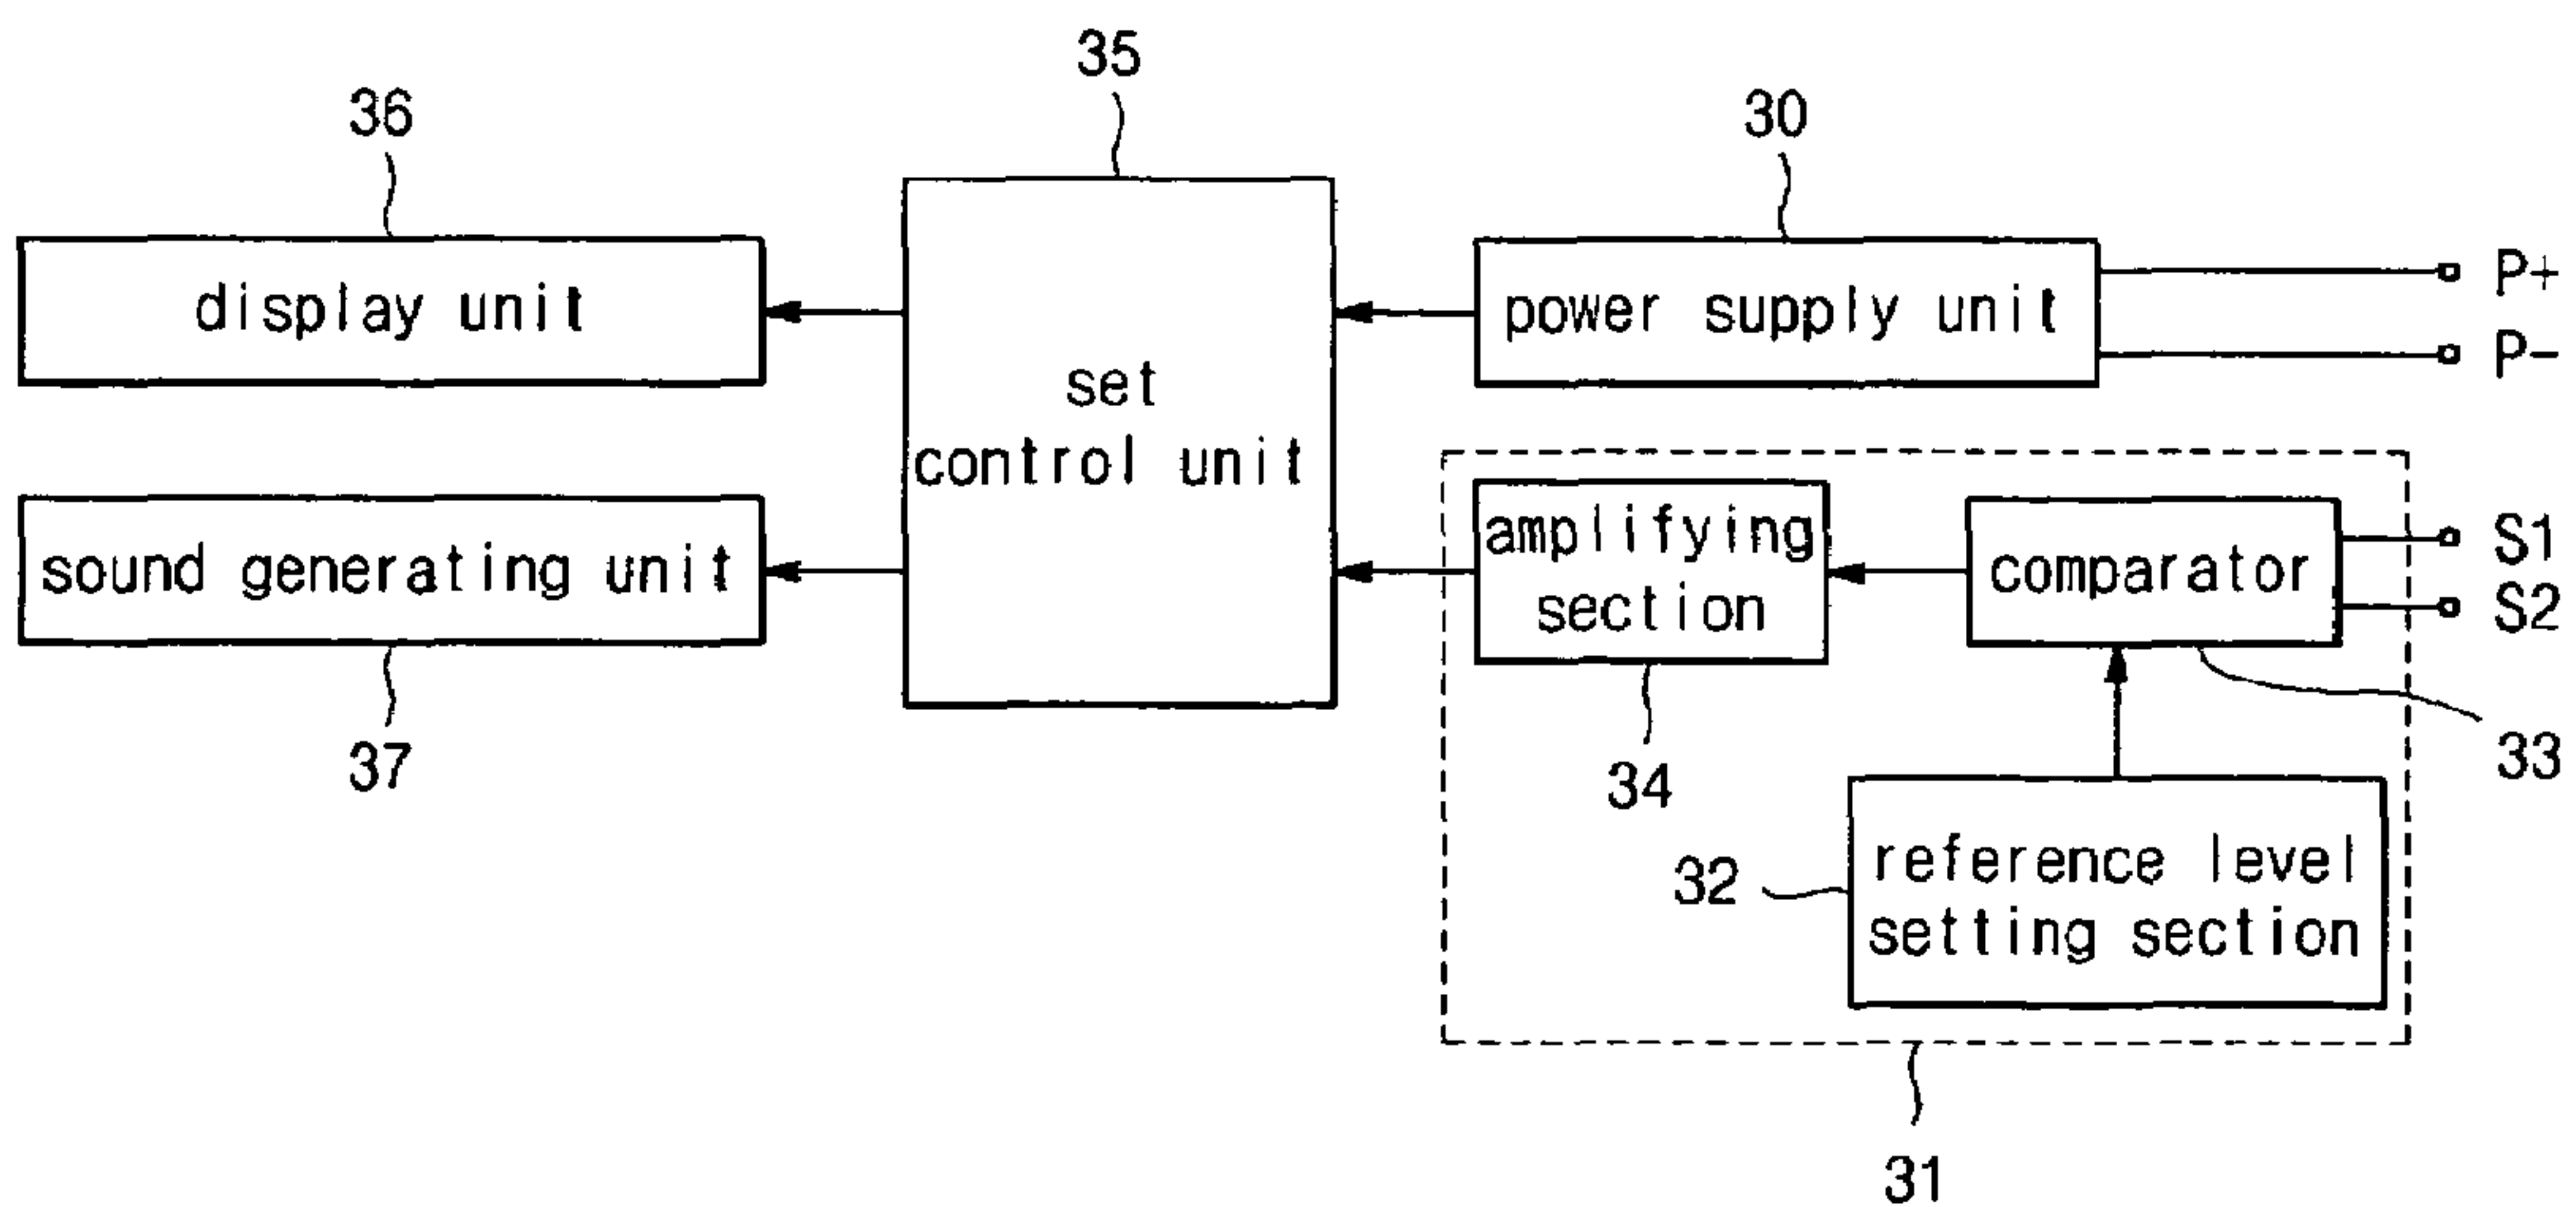 35
36
30
display unit
set
control unit
power supply unit
P+
P-
sound generating unit
amplifying
section
comparator
S1
S2
37
34
33
32
reference level
setting section
31